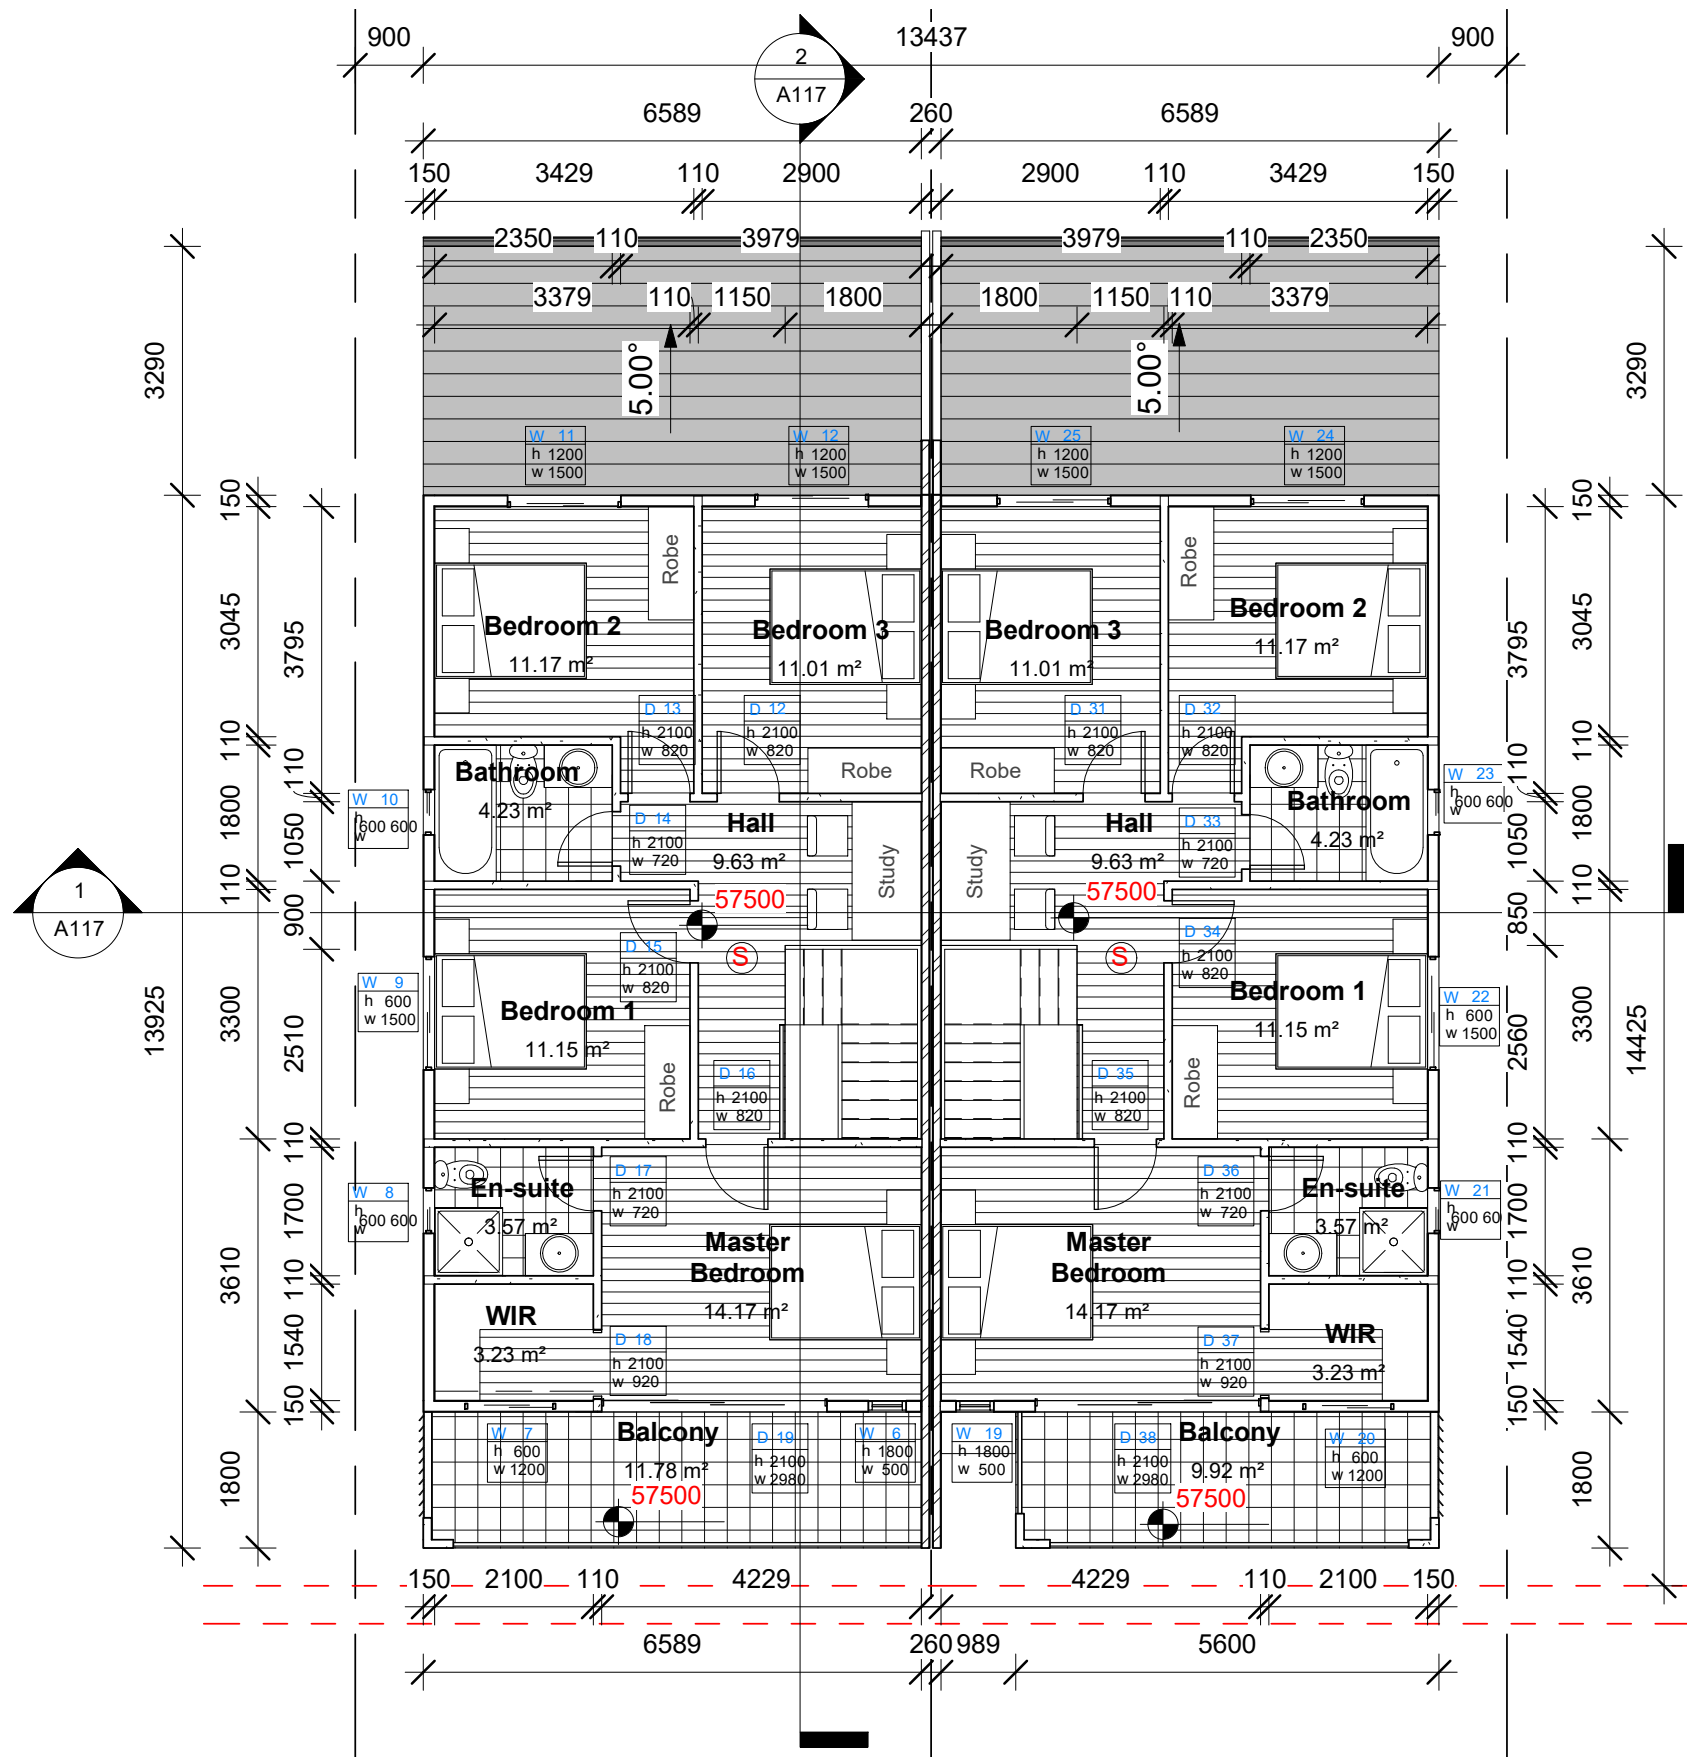 900
13437
900
2
A117
6589
260
6589
150
3429
110
2900
2900
110
3429
150
2350
110
3979
3979
110
2350
3379
110
1150
1800
1800
1150
110
3379
5.00°
5.00°
3290
3290
W 11
h 1200
w 1500
W 12
h 1200
w 1500
W 25
h 1200
w 1500
W 24
h 1200
w 1500
150
150
3045
3795
3795
3045
Robe
Robe
Bedroom 2
11.17 m²
Bedroom 3
11.01 m²
Bedroom 3
11.01 m²
Bedroom 2
11.17 m²
D 13
h 2100
w 820
D 12
h 2100
w 820
D 31
h 2100
w 820
D 32
h 2100
w 820
110
110
110
110
Robe
Robe
Bathroom
4.23 m²
Bathroom
4.23 m²
W 10
h
w
600 600
W 23
h
w
600 600
1800
1050
1050
1800
D 14
h 2100
w 720
Hall
9.63 m²
57500
Study
Study
Hall
9.63 m²
57500
D 33
h 2100
w 720
1
A117
110
900
850
110
D 15
h 2100
w 820
S
S
D 34
h 2100
w 820
W 9
h 600
w 1500
W 22
h 600
w 1500
Bedroom 1
11.15 m²
Bedroom 1
11.15 m²
13925
3300
2510
2560
3300
14425
Robe
Robe
D 16
h 2100
w 820
D 35
h 2100
w 820
110
110
W 8
h
w
600 600
En-suite
3.57 m²
D 17
h 2100
w 720
D 36
h 2100
w 720
En-suite
3.57 m²
W 21
h
w
600 60
1700
1700
Master
Bedroom
14.17 m²
Master
Bedroom
14.17 m²
3610
110
110
3610
WIR
3.23 m²
WIR
3.23 m²
D 18
h 2100
w 920
D 37
h 2100
w 920
1540
1540
150
150
W 7
h 600
w 1200
Balcony
11.78 m²
57500
D 19
h 2100
w 2980
W 6
h 1800
w 500
W 19
h 1800
w 500
D 38
h 2100
w 2980
Balcony
9.92 m²
57500
W 20
h 600
w 1200
1800
1800
150
2100
110
4229
4229
110
2100
150
6589
260
989
5600